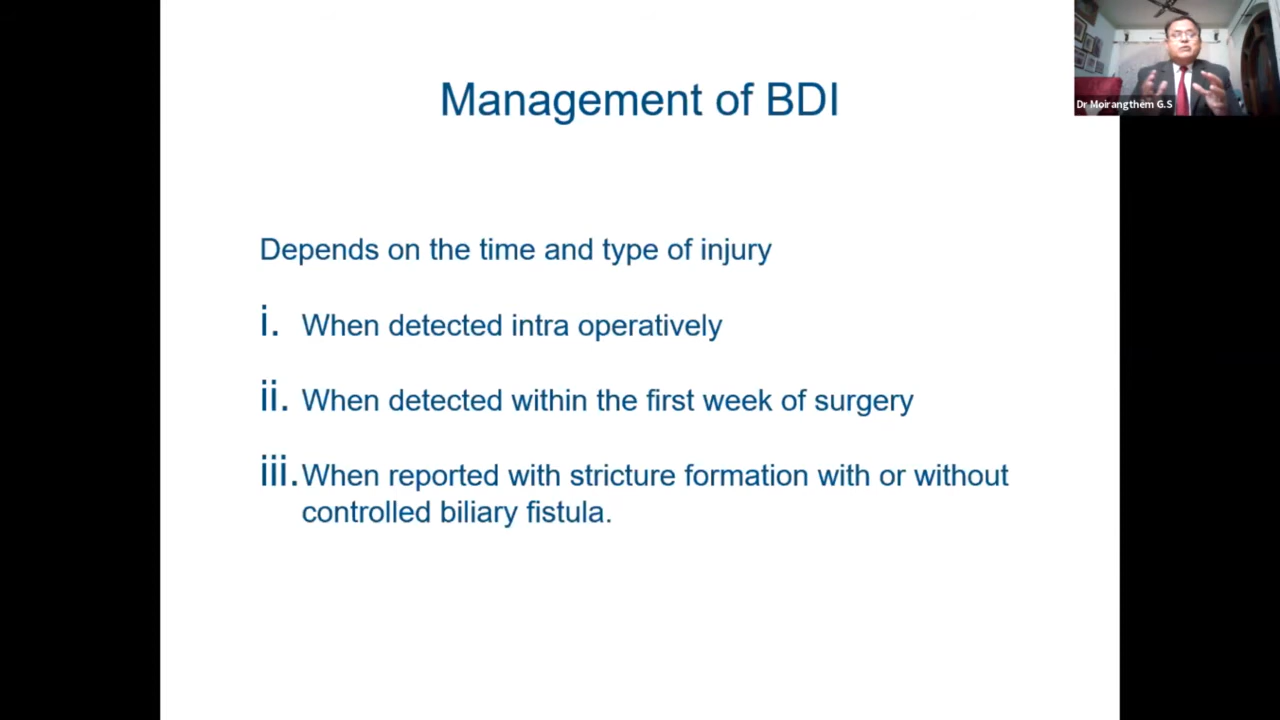 Management of BDI
Dr Moirangthem G.S
Depends on the time and type of injury
i. When detected intra operatively
ii. When detected within the first week of surgery
iii. When reported with stricture formation with or without
controlled biliary fistula.